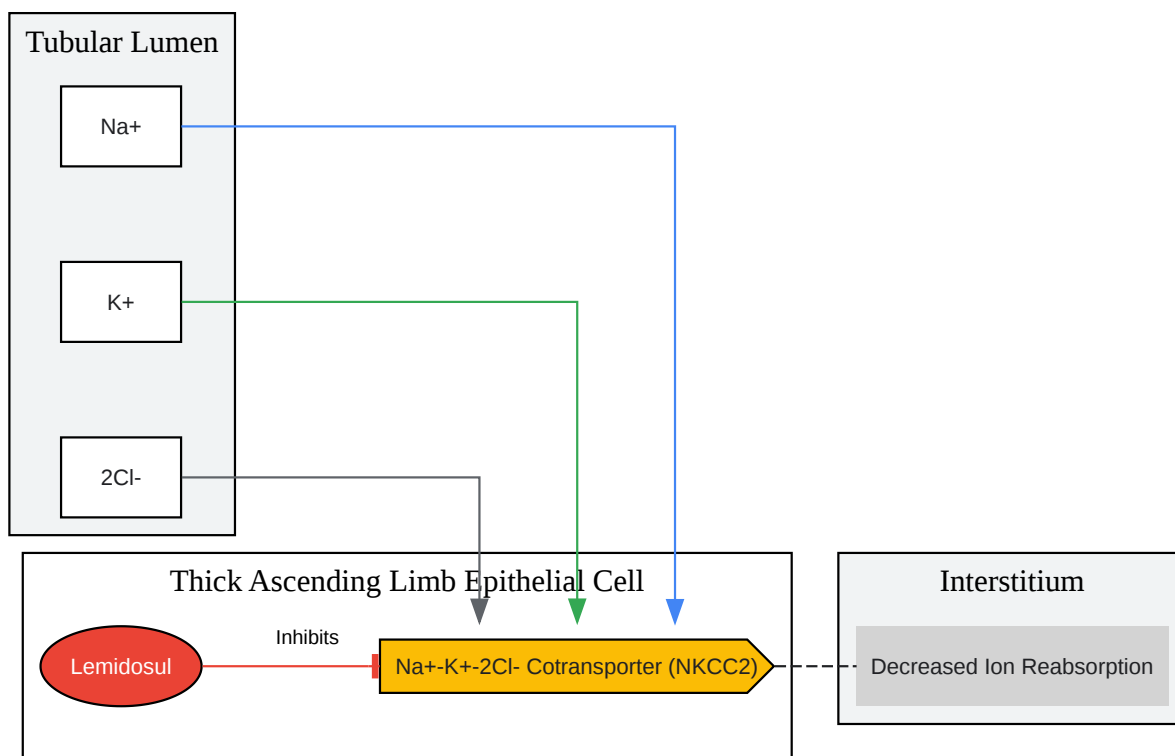 Tubular Lumen
Na+
K+
2Cl-
Thick Ascending Limb Epithelial Cell
Interstitium
Inhibits
Lemidosul
Na+-K+-2Cl- Cotransporter (NKCC2)
Decreased Ion Reabsorption